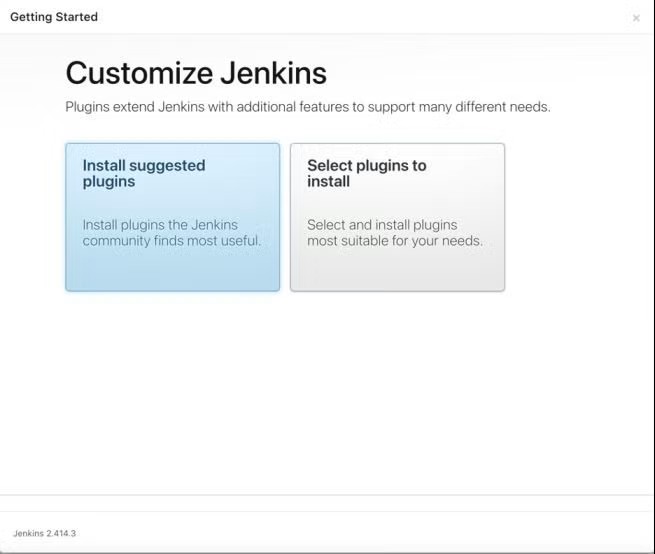 Getting Started
×
Customize Jenkins
Plugins extend Jenkins with additional features to support many different needs.
Install suggested
plugins
Install plugins the Jenkins
community finds most useful.
Select plugins to
install
Select and install plugins
most suitable for your needs.
Jenkins 2.414.3